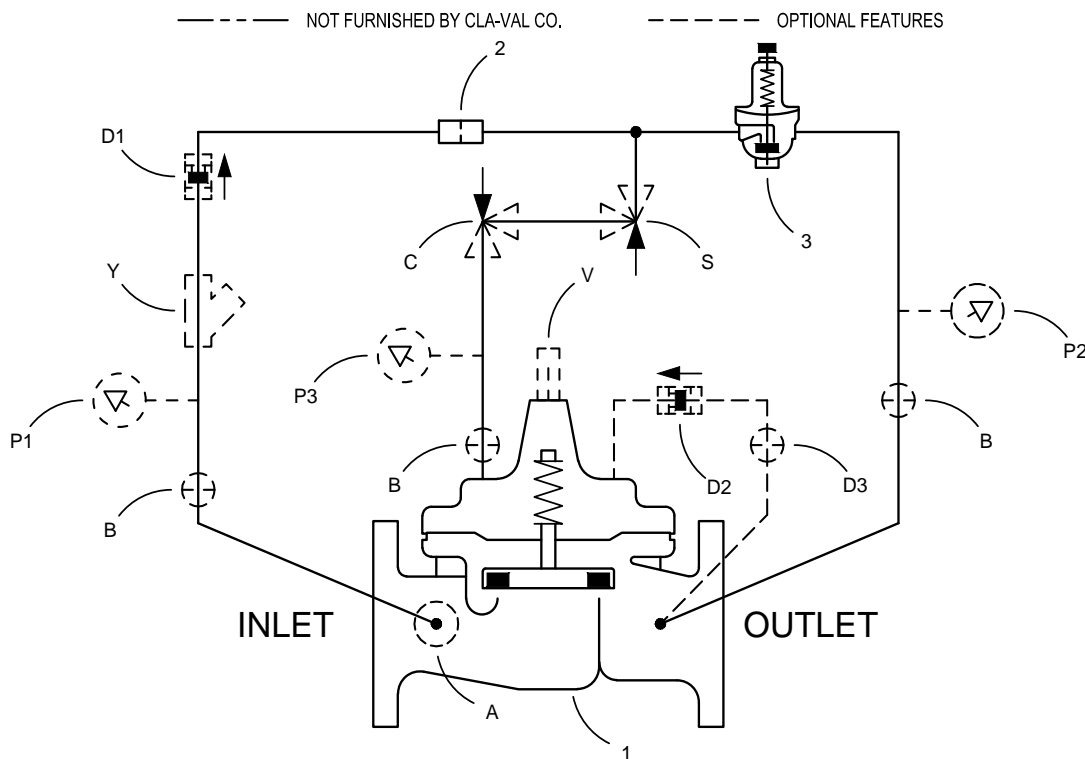 NOT FURNISHED BY CLA-VAL CO.
OPTIONAL FEATURES
2
D1
3
C
S
Y
V
P2
P3
P1
B
B
D2
D3
B
INLET
OUTLET
A
1